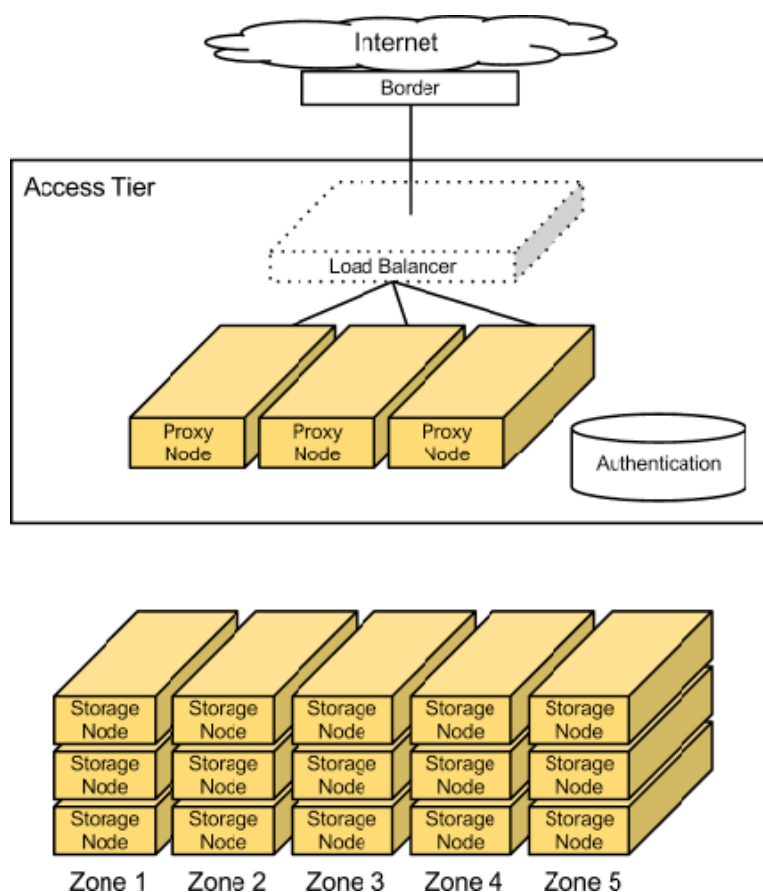 Internet
Border
Access Tier
Load Balancer
Proxy
Node
Proxy
Node
Proxy
Node
Authentication
Storage
Node
Storage
Node
Storage
Node
Storage
Node
Storage
Node
Storage
Node
Storage
Node
Storage
Node
Storage
Node
Storage
Node
Storage
Node
Storage
Node
Storage
Node
Storage
Node
Storage
Node
Zone 1
Zone 2
Zone 3
Zone 4
Zone 5